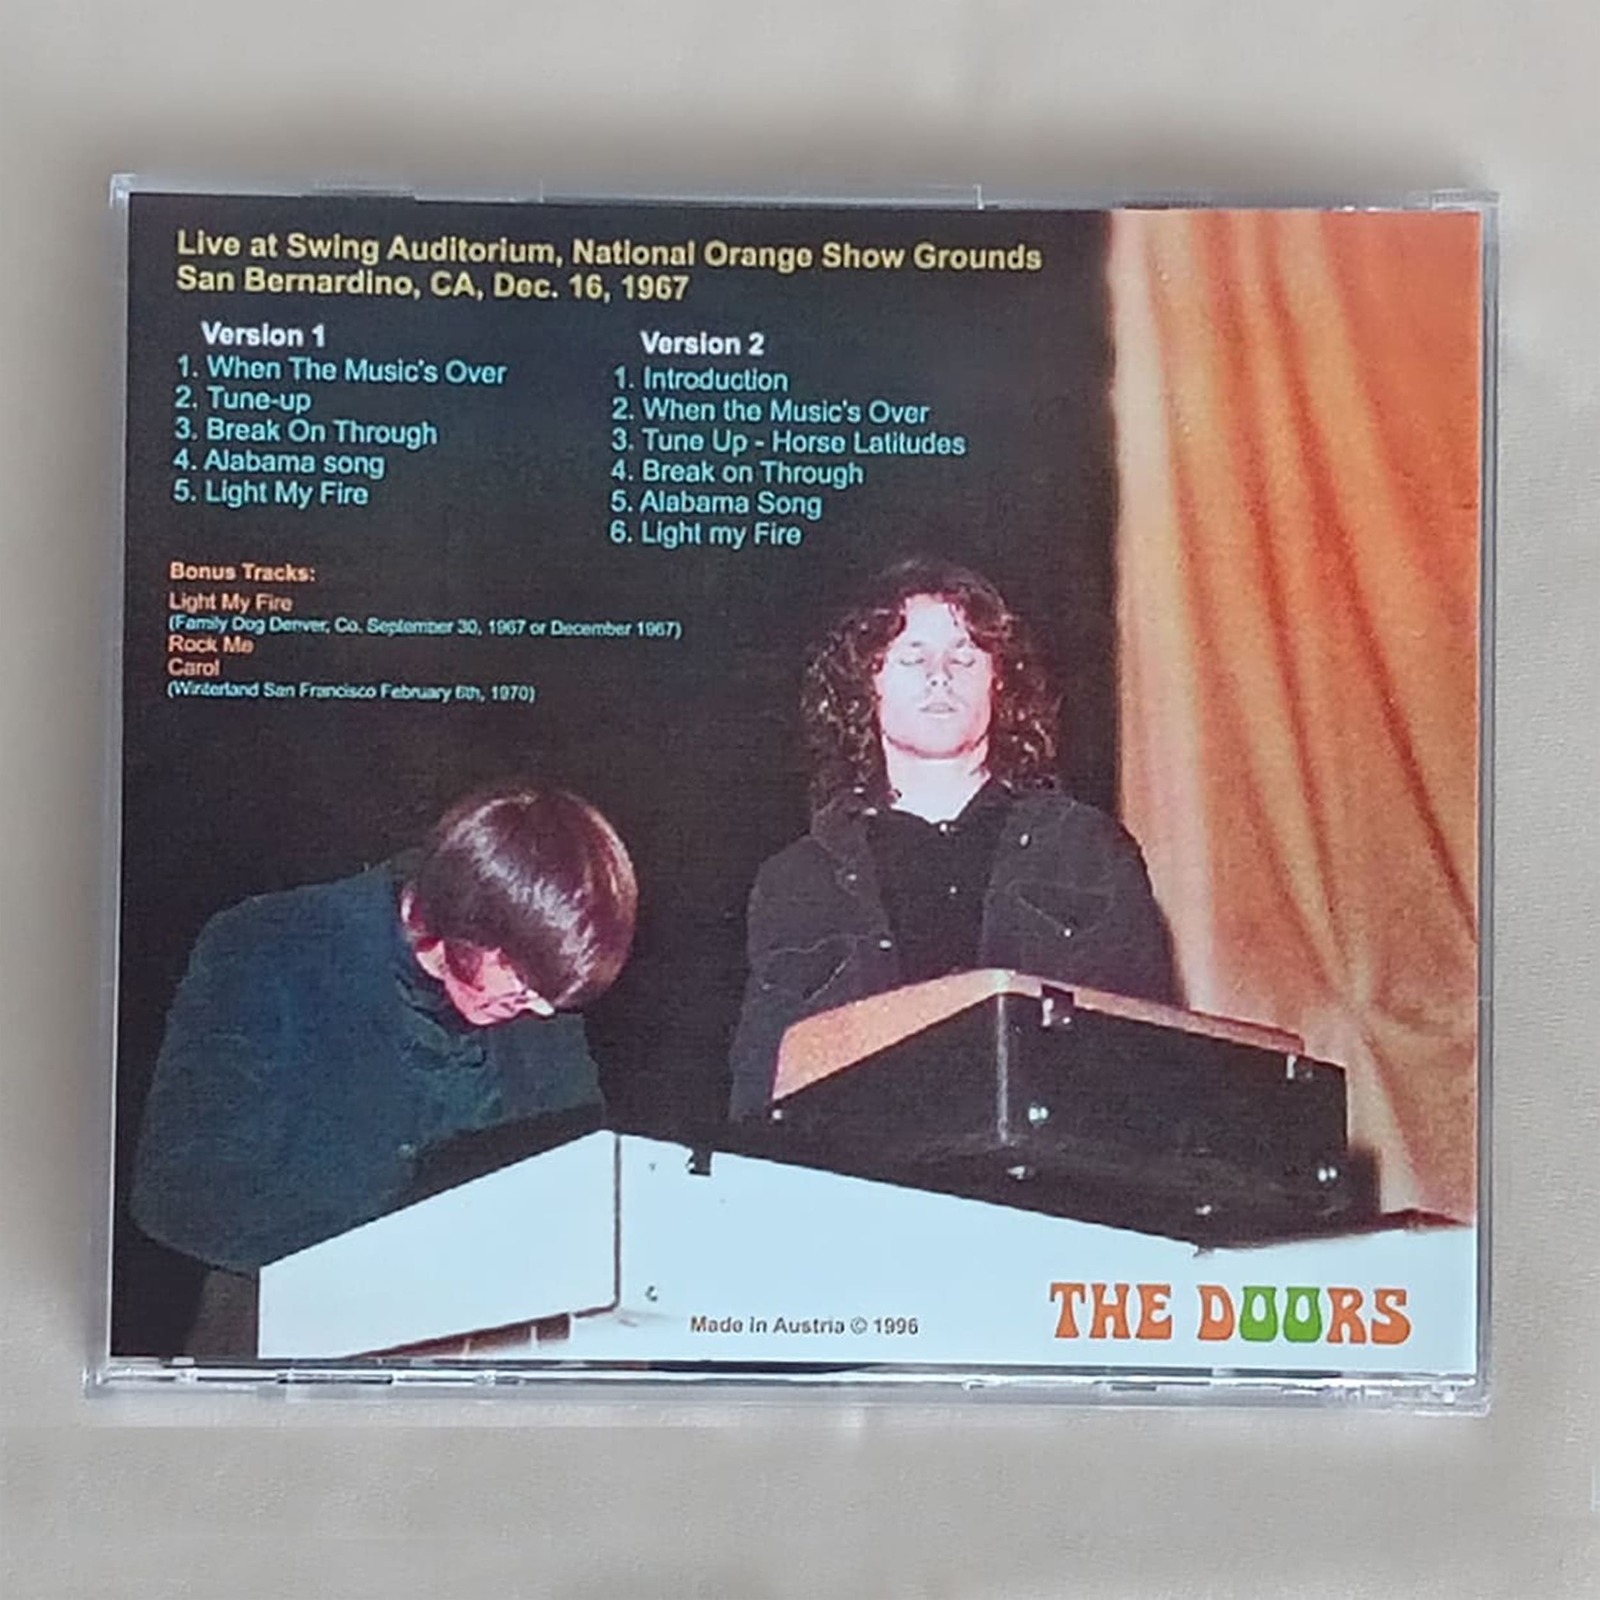 Live at Swing Auditorium, National Orange Show Grounds
San Bernardino, CA, Dec. 16, 1967
Version 1
1. When The Music's Over
2. Tune-up
3. Break On Through
4. Alabama song
5. Light My Fire
Version 2
1. Introduction
2. When the Music's Over
3. Tune Up - Horse Latitudes
4. Break on Through
5. Alabama Song
6. Light my Fire
Bonus Tracks:
Light My Fire
(Family Dog Denver, Co. September 30, 1967 or December 1967)
Rock Me
Carol
(Winterland San Francisco February 6th, 1970)
Made in Austria © 1996
THE DOORS